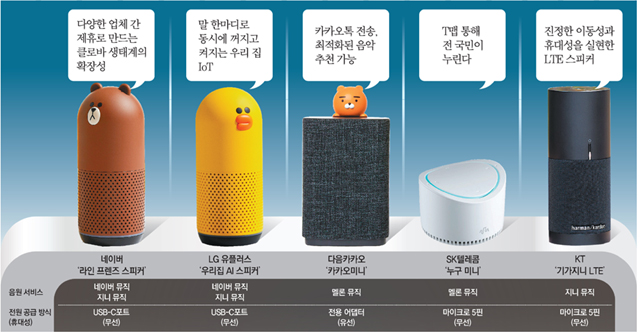 다양한 업체 간
제휴로 만드는
클로바 생태계의
확장성
말 한마디로
동시에 꺼지고
켜지는 우리 집
IoT
카카오톡 전송,
최적화된 음악
추천 가능
T맵 통해
전 국민이
누린다
진정한 이동성과
휴대성을 실현한
LTE 스피커
harman/kardon
네이버
'라인 프렌즈 스피커'
LG 유플러스
'우리집 AI 스피커'
다음카카오
'카카오미니'
SK텔레콤
'누구 미니'
KT
'기가지니 LTE'
음원 서비스
네이버 뮤직
지니 뮤직
네이버 뮤직
지니 뮤직
멜론 뮤직
멜론 뮤직
지니 뮤직
전원 공급 방식
(휴대성)
USB-C포트
(무선)
USB-C포트
(무선)
전용 어댑터
(유선)
마이크로 5핀
(무선)
마이크로 5핀
(무선)